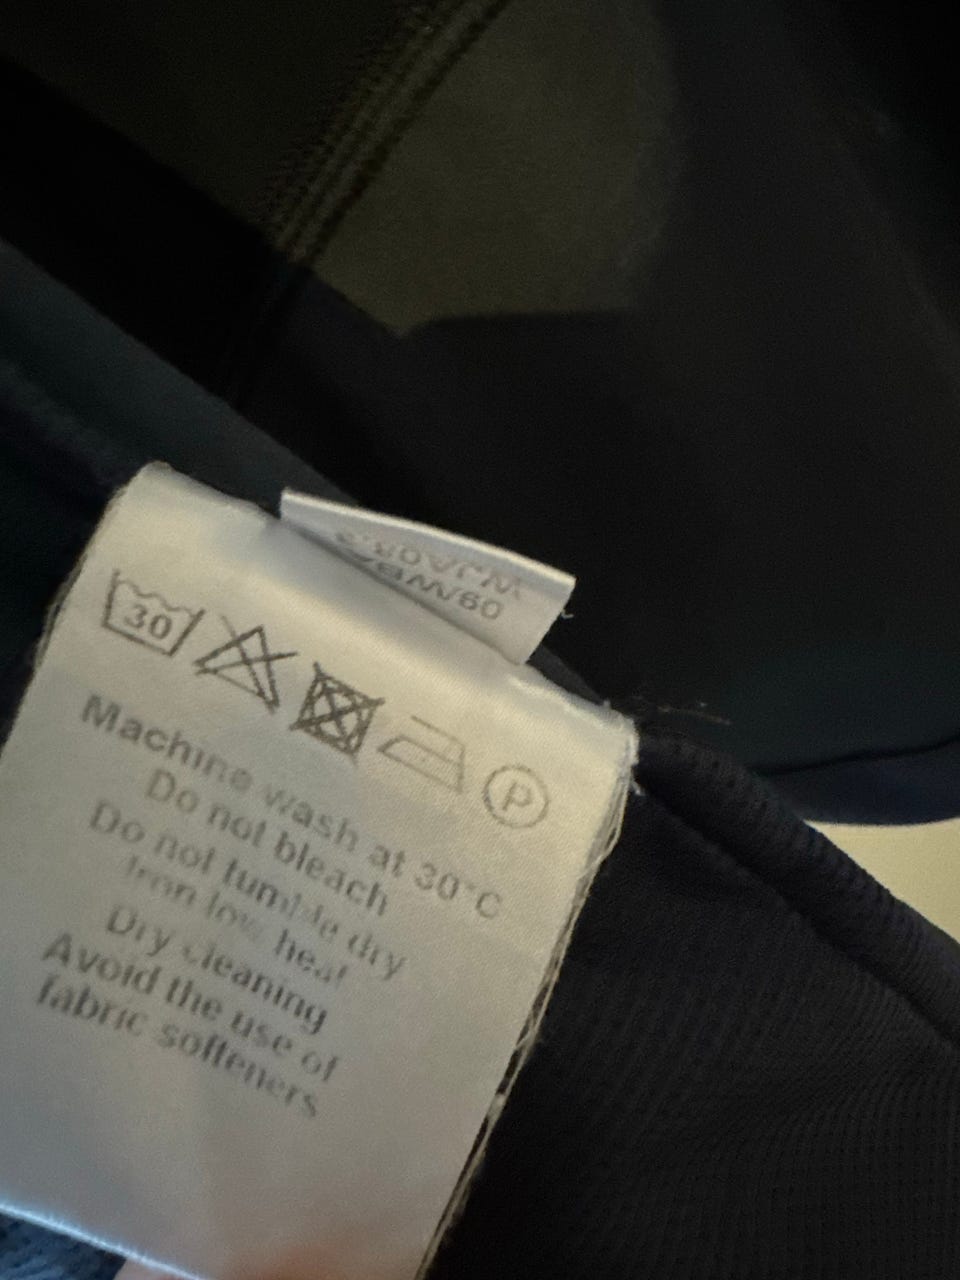 30
P
Machine wash at 30°C
Do not bleach
Do not tumble dry
Iron low heat
Dry cleaning
Avoid the use of
fabric softeners